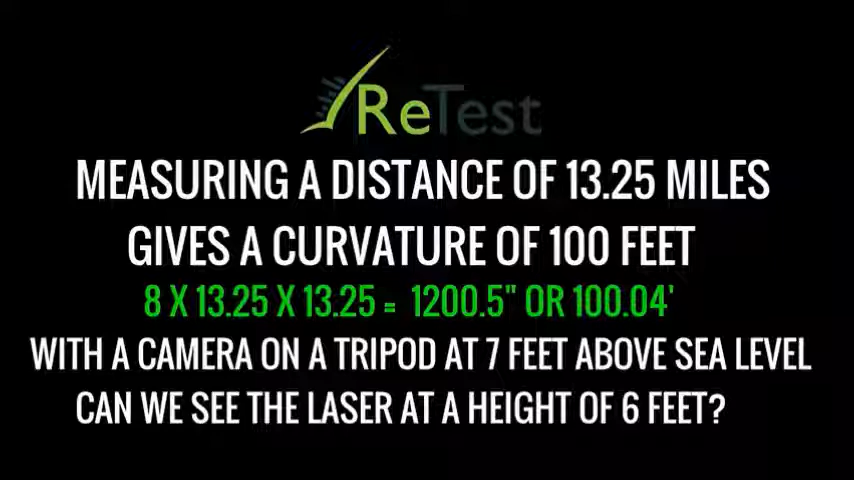 ReTest
MEASURING A DISTANCE OF 13.25 MILES
GIVES A CURVATURE OF 100 FEET
8 X 13.25 X 13.25 = 1200.5" OR 100.04'
WITH A CAMERA ON A TRIPOD AT 7 FEET ABOVE SEA LEVEL
CAN WE SEE THE LASER AT A HEIGHT OF 6 FEET?